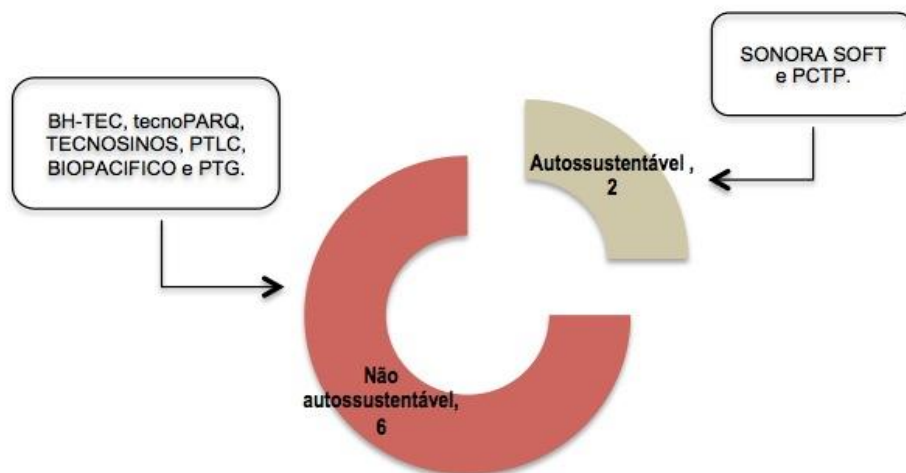 SONORA SOFT
e PCTP.
BH-TEC, tecnoPARQ,
TECNOSINOS, PTLC,
BIOPACIFICO e PTG.
Autossustentável ,
2
Não
autossustentável,
6